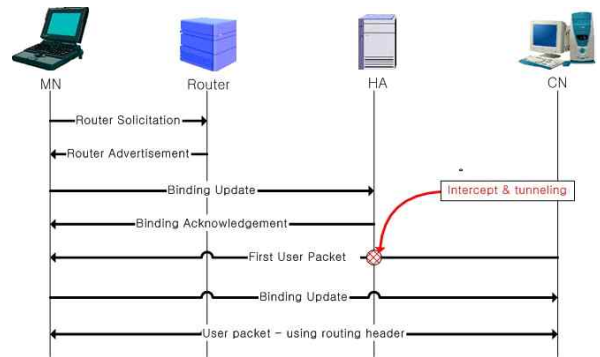 MN
Router
HA
CN
Router Solicitation
Router Advertisement
Binding Update
Intercept & tunneling
Binding Acknowledgement
First User Packet
Binding Update
User packet - using routing header